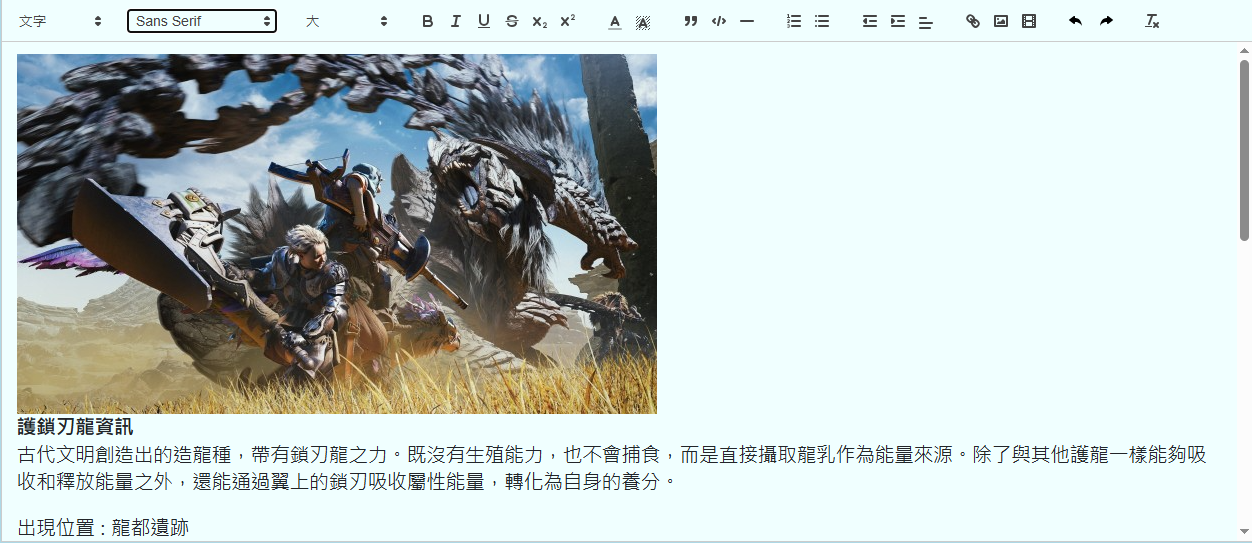 文字 Sans Serif 大
護鎖刃龍資訊
古代文明創造出的造龍種，帶有鎖刃龍之力。既沒有生殖能力，也不會捕食，而是直接攝取龍乳作為能量來源。除了與其他護龍一樣能夠吸
收和釋放能量之外，還能通過翼上的鎖刃吸收屬性能量，轉化為自身的養分。
出現位置 : 龍都遺跡